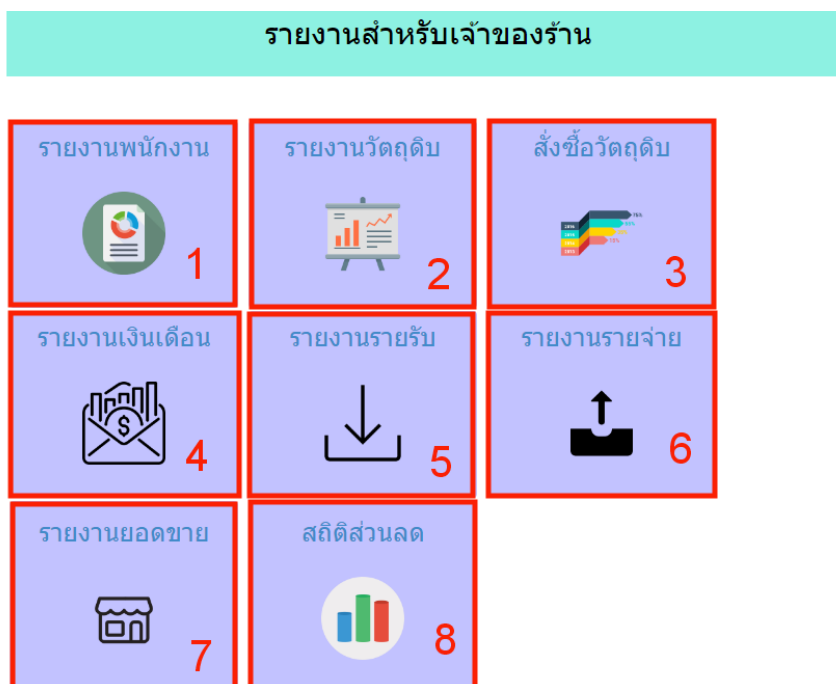 รายงานสำหรับเจ้าของร้าน
รายงานพนักงาน
1
รายงานวัตถุดิบ
2
สั่งซื้อวัตถุดิบ
3
รายงานเงินเดือน
$
4
รายงานรายรับ
5
รายงานรายจ่าย
6
รายงานยอดขาย
7
สถิติส่วนลด
8